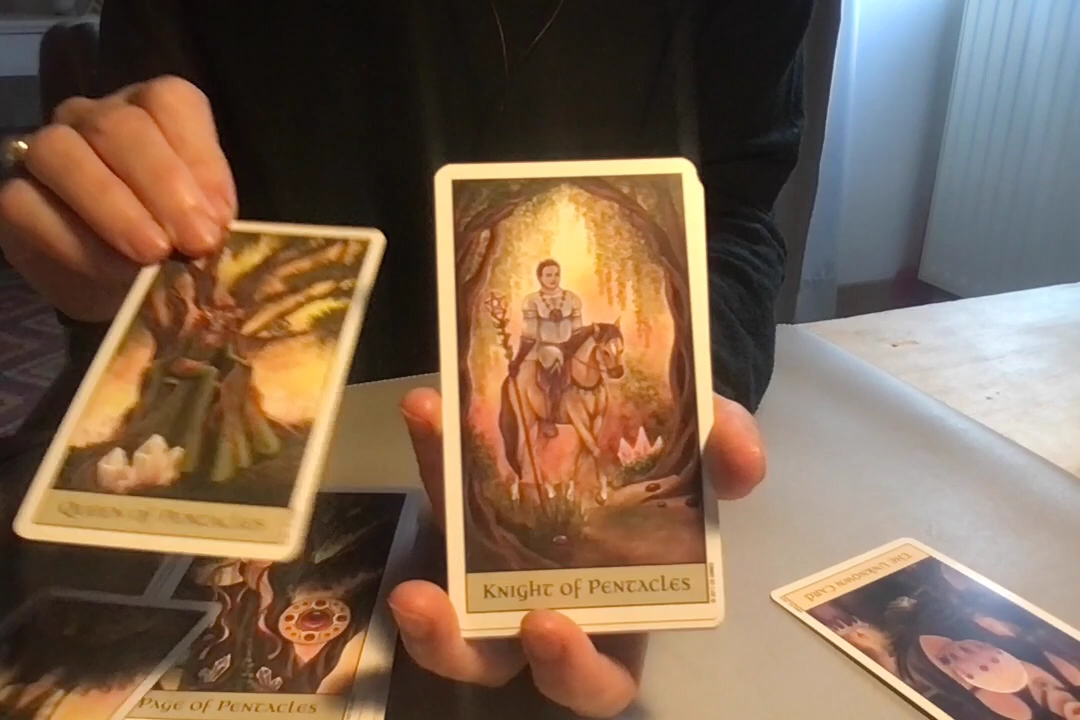 Queen of Pentacles
Knight of Pentacles
The Unknown Card
Page of Pentacles